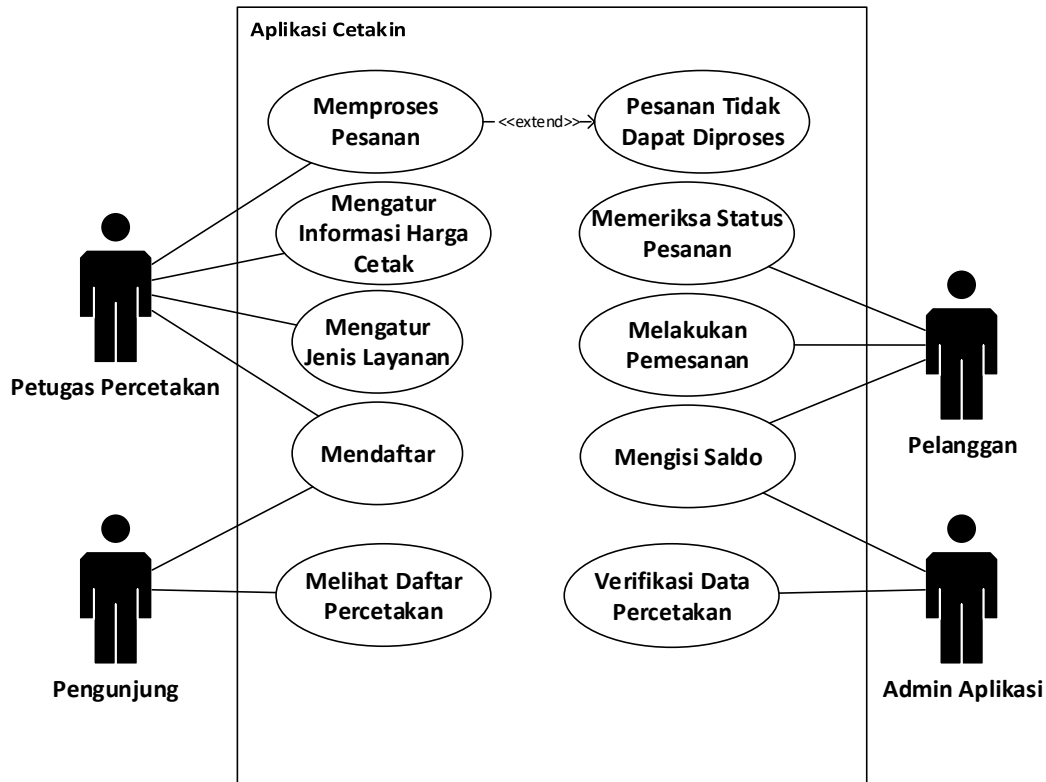 Aplikasi Cetakin
Memproses
Pesanan
<<extend>>
Pesanan Tidak
Dapat Diproses
Mengatur
Informasi Harga
Cetak
Memeriksa Status
Pesanan
Mengatur
Jenis Layanan
Melakukan
Pemesanan
Petugas Percetakan
Mendaftar
Mengisi Saldo
Pelanggan
Melihat Daftar
Percetakan
Verifikasi Data
Percetakan
Pengunjung
Admin Aplikasi